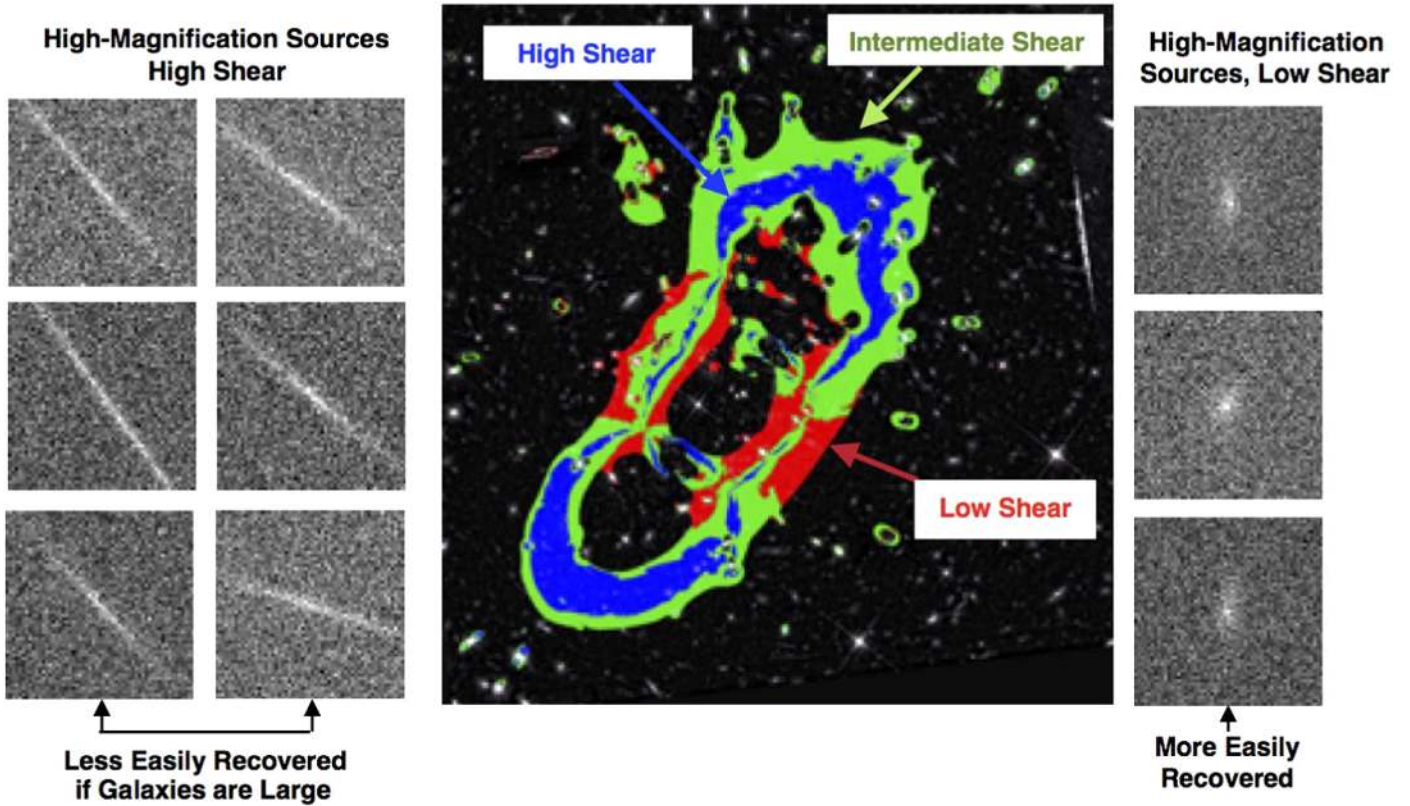 High-Magnification Sources
High Shear
High Shear
Intermediate Shear
High-Magnification
Sources, Low Shear
Low Shear
Less Easily Recovered
if Galaxies are Large
More Easily
Recovered